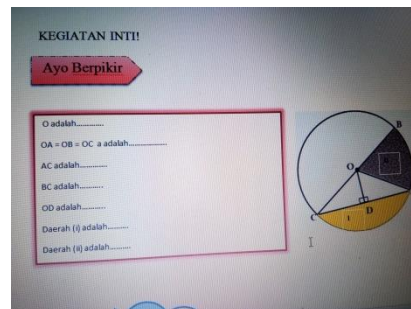 KEGIATAN INTI!
Ayo Berpikir
O adalah.............
OA = OB = OC a adalah..................
AC adalah.............
BC adalah...........
OD adalah...........
Daerah (i) adalah..........
Daerah (ii) adalah..........
B
O
C
D